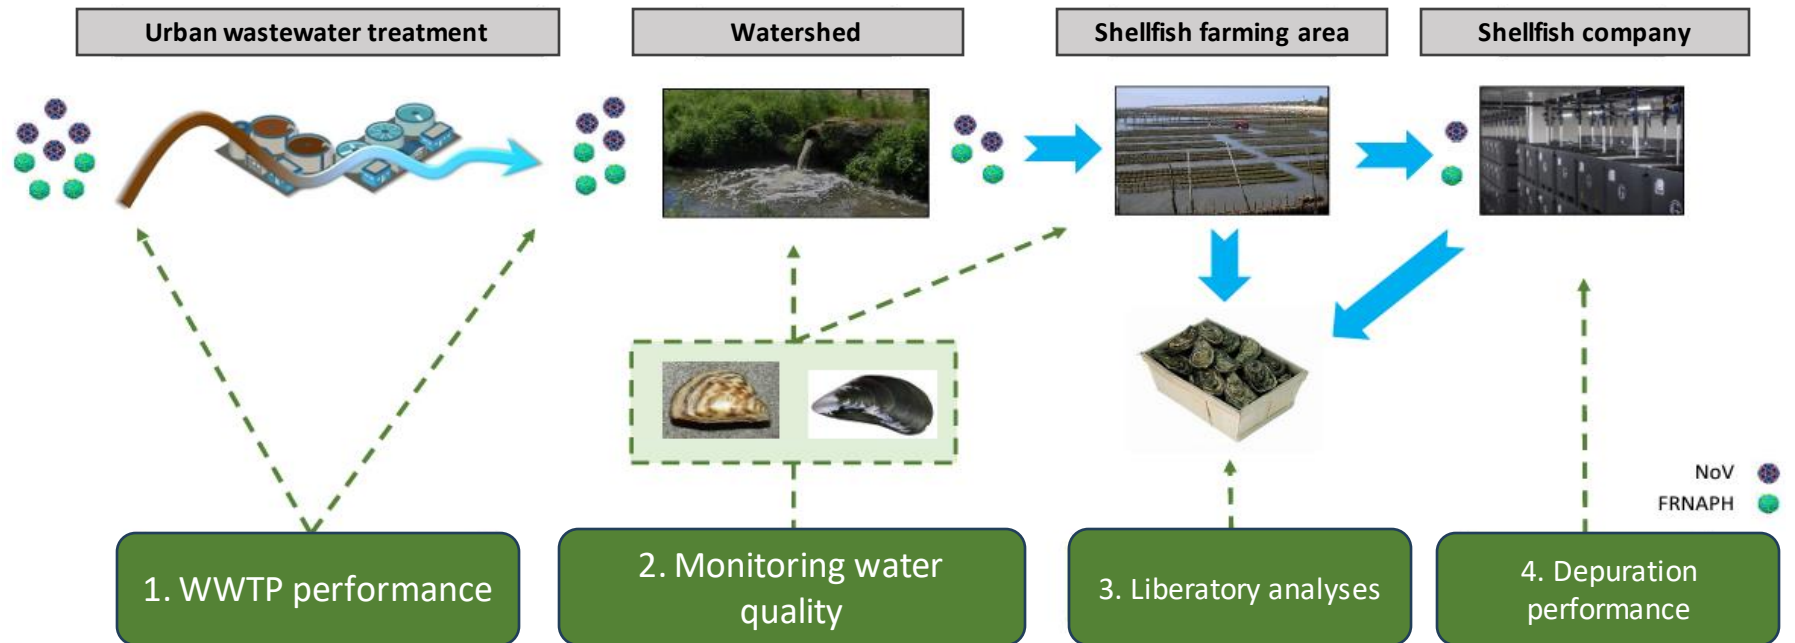 Urban wastewater treatment
Watershed
Shellfish farming area
Shellfish company
NoV
FRNAPH
1. WWTP performance
2. Monitoring water
quality
3. Liberatory analyses
4. Depuration
performance